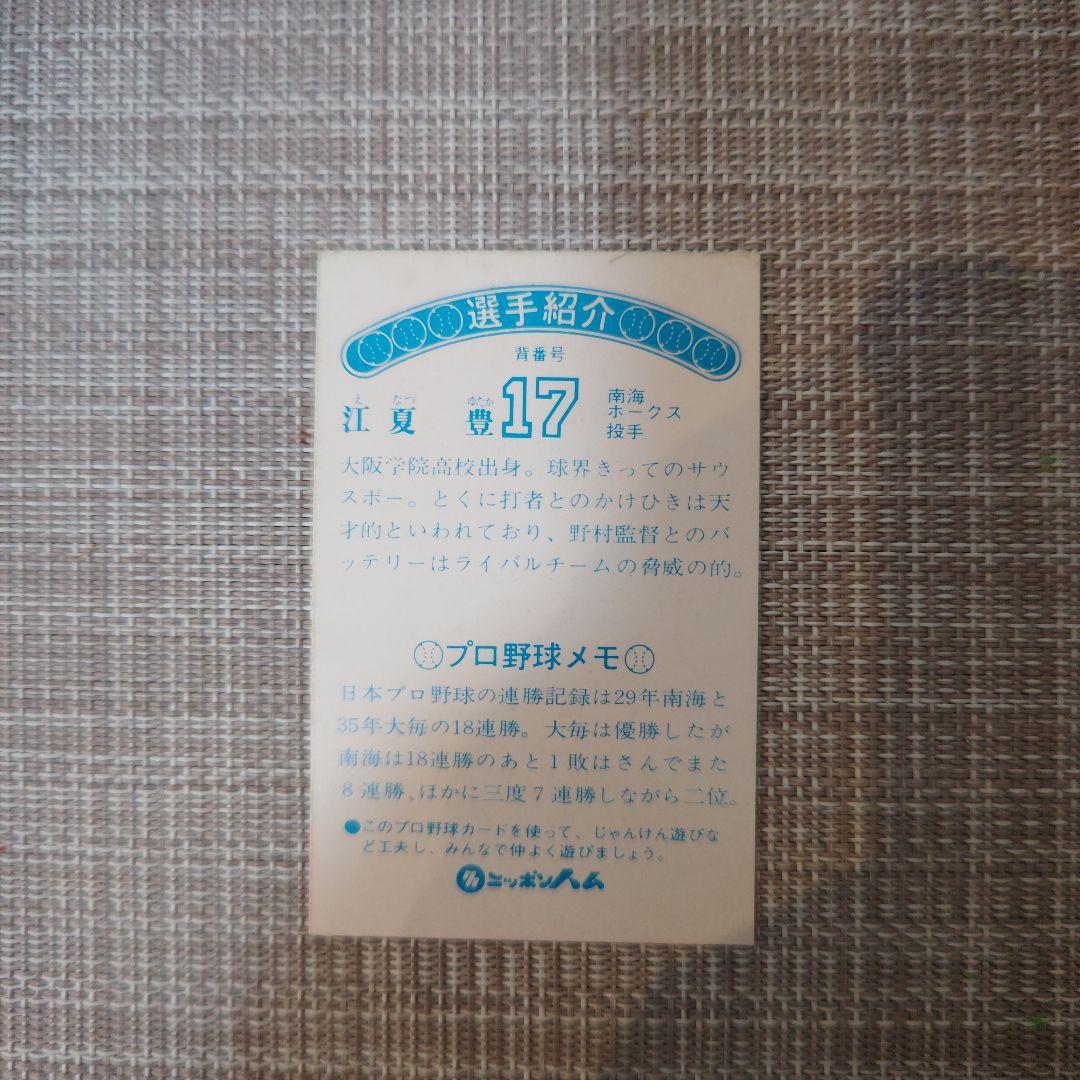 選手紹介
背番号
えなつ ゆたか
江夏 豊 17 南海ホークス投手
大阪学院高校出身。球界きってのサウ
スポー。とくに打者とのかけひきは天
才的といわれており、野村監督とのバ
ッテリーはライバルチームの脅威の的。
プロ野球メモ
日本プロ野球の連勝記録は29年南海と
35年大毎の18連勝。大毎は優勝したが
南海は18連勝のあと1敗はさんでまた
8連勝、ほかに三度7連勝しながら二位。
●このプロ野球カードを使って、じゃんけん遊びな
ど工夫し、みんなで仲よく遊びましょう。
ニッポンハム